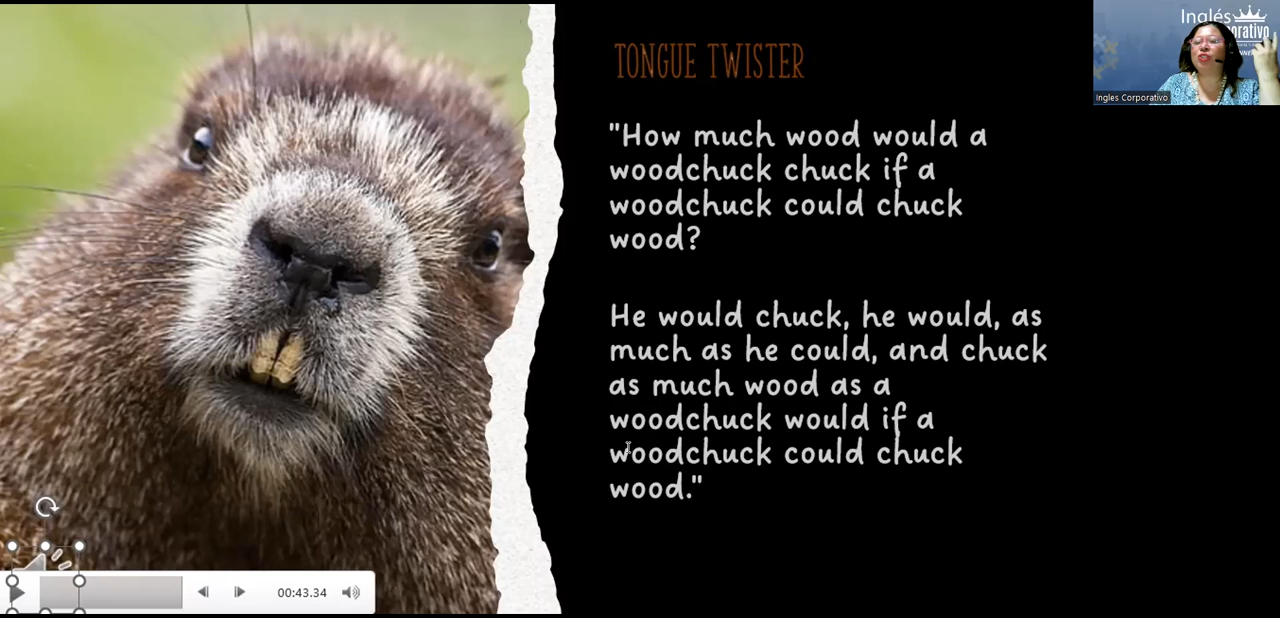 TONGUE TWISTER
"How much wood would a
woodchuck chuck if a
woodchuck could chuck
wood?
He would chuck, he would, as
much as he could, and chuck
as much wood as a
woodchuck would if a
woodchuck could chuck
wood."
Inglés
Ingles Corporativo
00:43.34